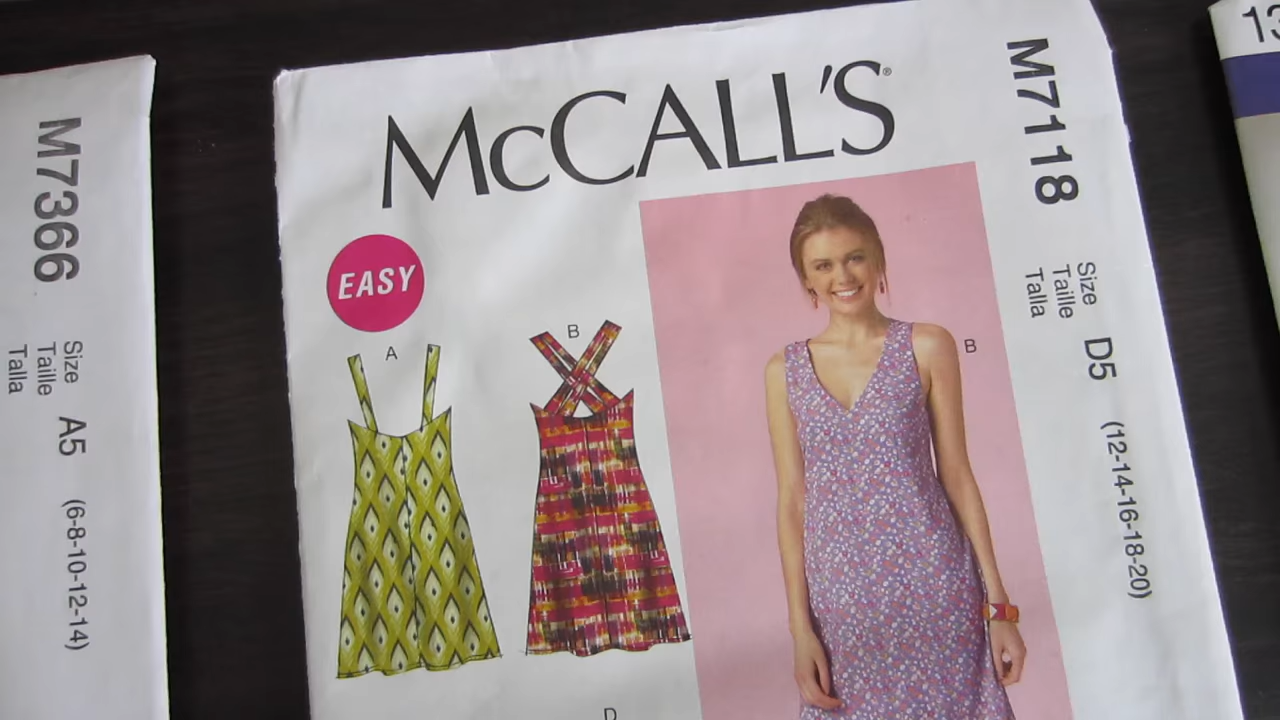 M7366
Size
Taille
Talla
A5
(6-8-10-12-14)
McCALL'S®
EASY
A
B
B
D
M7118
Size
Taille
Talla
D5
(12-14-16-18-20)